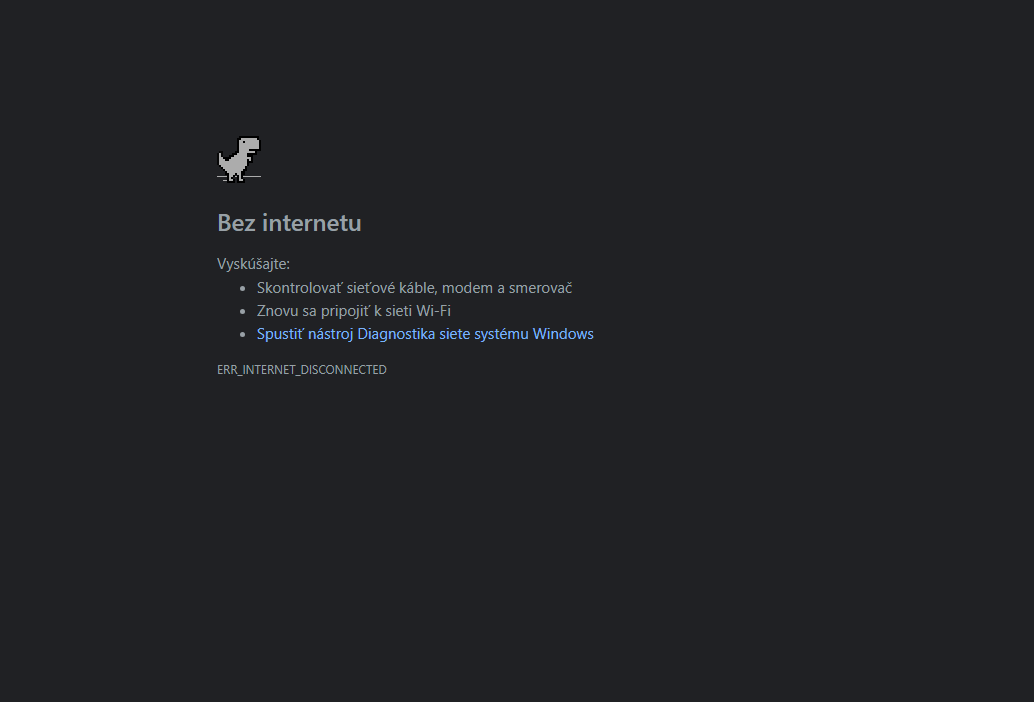 Bez internetu
Vyskúšajte:
Skontrolovať sieťové káble, modem a smerovač
Znovu sa pripojiť k sieti Wi-Fi
Spustiť nástroj Diagnostika siete systému Windows
ERR_INTERNET_DISCONNECTED